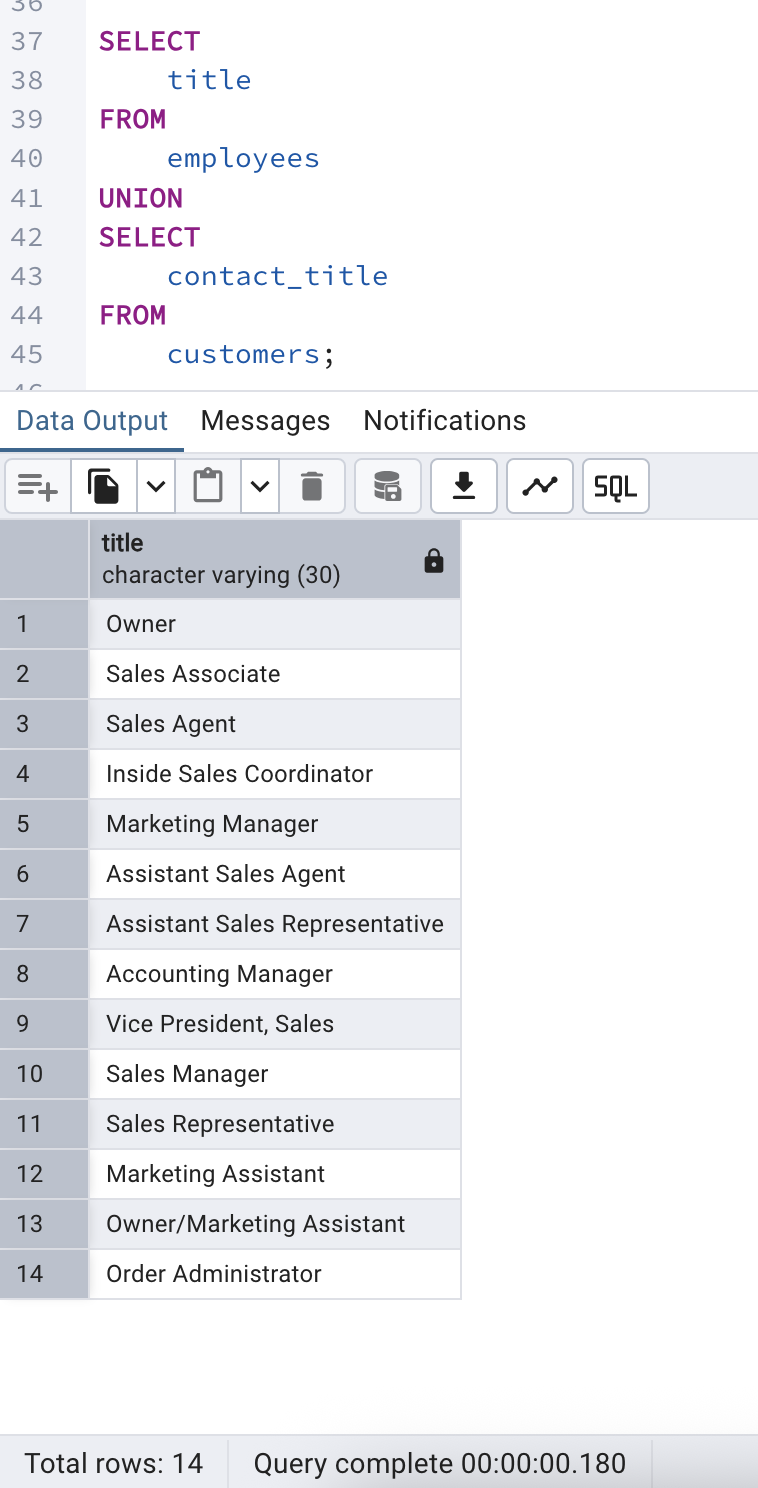 36
37 SELECT
38 title
39 FROM
40 employees
41 UNION
42 SELECT
43 contact_title
44 FROM
45 customers;
46
Data Output Messages Notifications
SQL
title
character varying (30)
1 Owner
2 Sales Associate
3 Sales Agent
4 Inside Sales Coordinator
5 Marketing Manager
6 Assistant Sales Agent
7 Assistant Sales Representative
8 Accounting Manager
9 Vice President, Sales
10 Sales Manager
11 Sales Representative
12 Marketing Assistant
13 Owner/Marketing Assistant
14 Order Administrator
Total rows: 14 Query complete 00:00:00.180